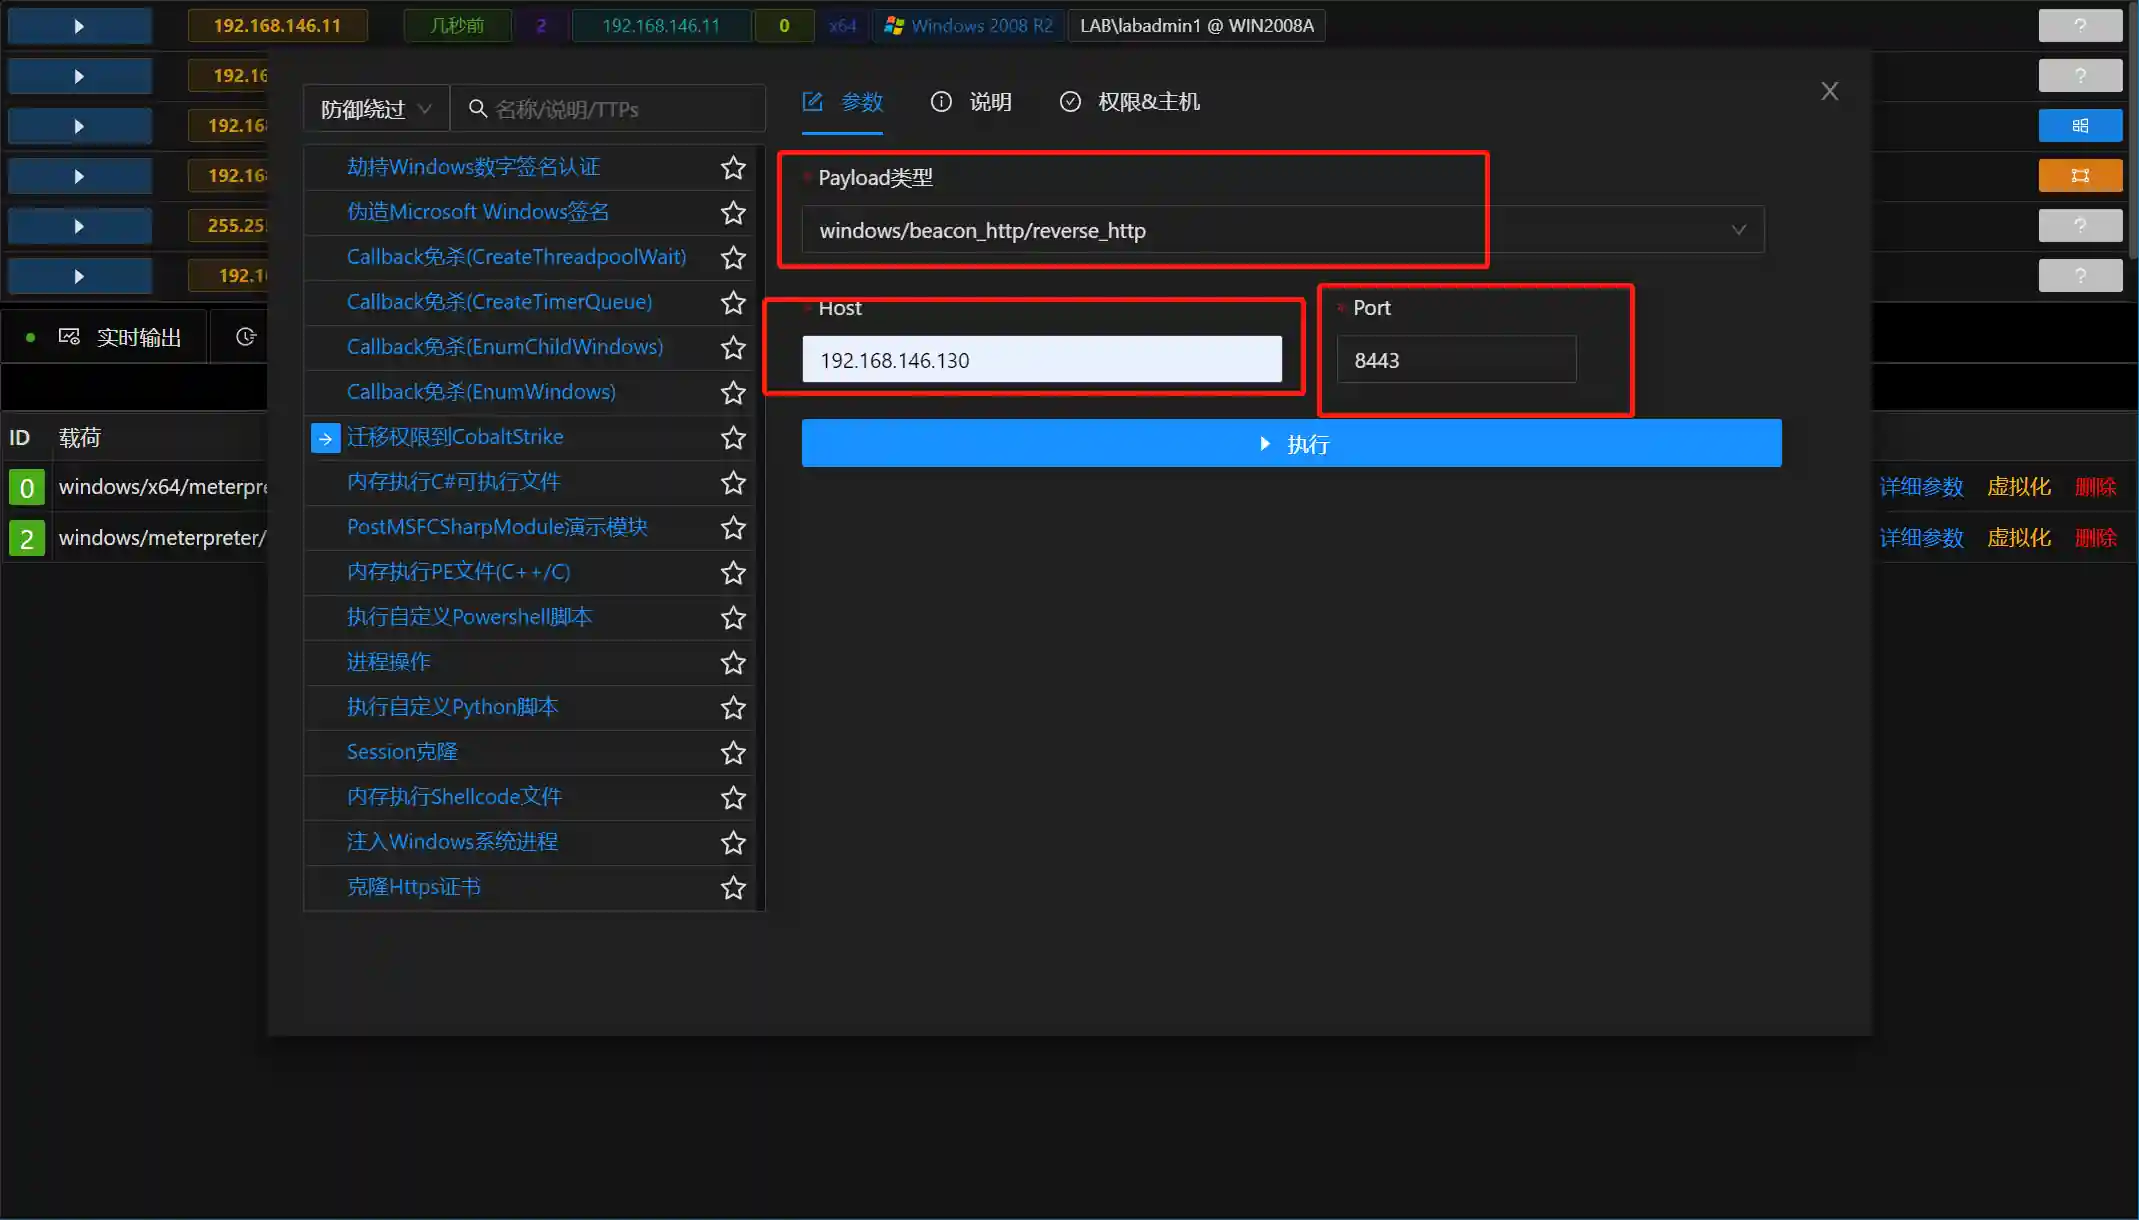 192.168.146.11 几秒前 2 192.168.146.11 0 x64 Windows 2008 R2 LAB\labadmin1 @ WIN2008A ?
192.16 ?
192.16
192.16
255.25 ?
192.1 ?
防御绕过 名称/说明/TTPs
参数 说明 权限&主机 X
劫持Windows数字签名认证
伪造Microsoft Windows签名
Callback免杀(CreateThreadpoolWait)
Callback免杀(CreateTimerQueue)
Callback免杀(EnumChildWindows)
Callback免杀(EnumWindows)
迁移权限到CobaltStrike
内存执行C#可执行文件
PostMSFCSharpModule演示模块
内存执行PE文件(C++/C)
执行自定义Powershell脚本
进程操作
执行自定义Python脚本
Session克隆
内存执行Shellcode文件
注入Windows系统进程
克隆Https证书
* Payload类型
windows/beacon_http/reverse_http
* Host
192.168.146.130
* Port
8443
执行
实时输出
ID 载荷
0 windows/x64/meterpre 详细参数 虚拟化 删除
2 windows/meterpreter/ 详细参数 虚拟化 删除